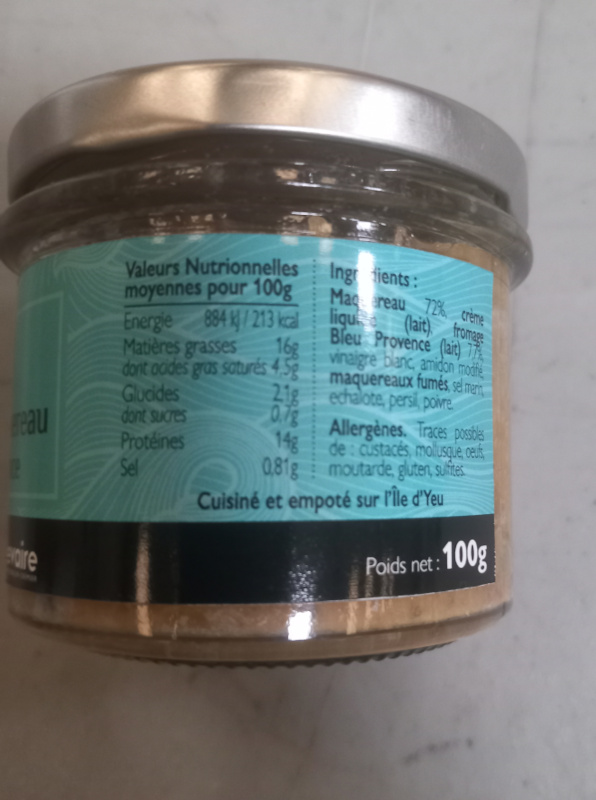 Valeurs Nutrionnelles
moyennes pour 100g
Energie 884 kJ / 213 kcal
Matières grasses 16g
dont acides gras saturés 4,5g
Glucides 2,1g
dont sucres 0,7g
Protéines 14g
Sel 0,81g
Ingrédients :
Maquereau 72%, crème
liquide (lait), fromage
Bleu Provence (lait) 7,7%,
vinaigre blanc, amidon modifié,
maquereaux fumés, sel marin,
echalote, persil, poivre.
Allergènes. Traces possibles
de : custacés, mollusque, oeufs,
moutarde, gluten, sulfites.
Cuisiné et empoté sur l'Île d'Yeu
Poids net : 100g